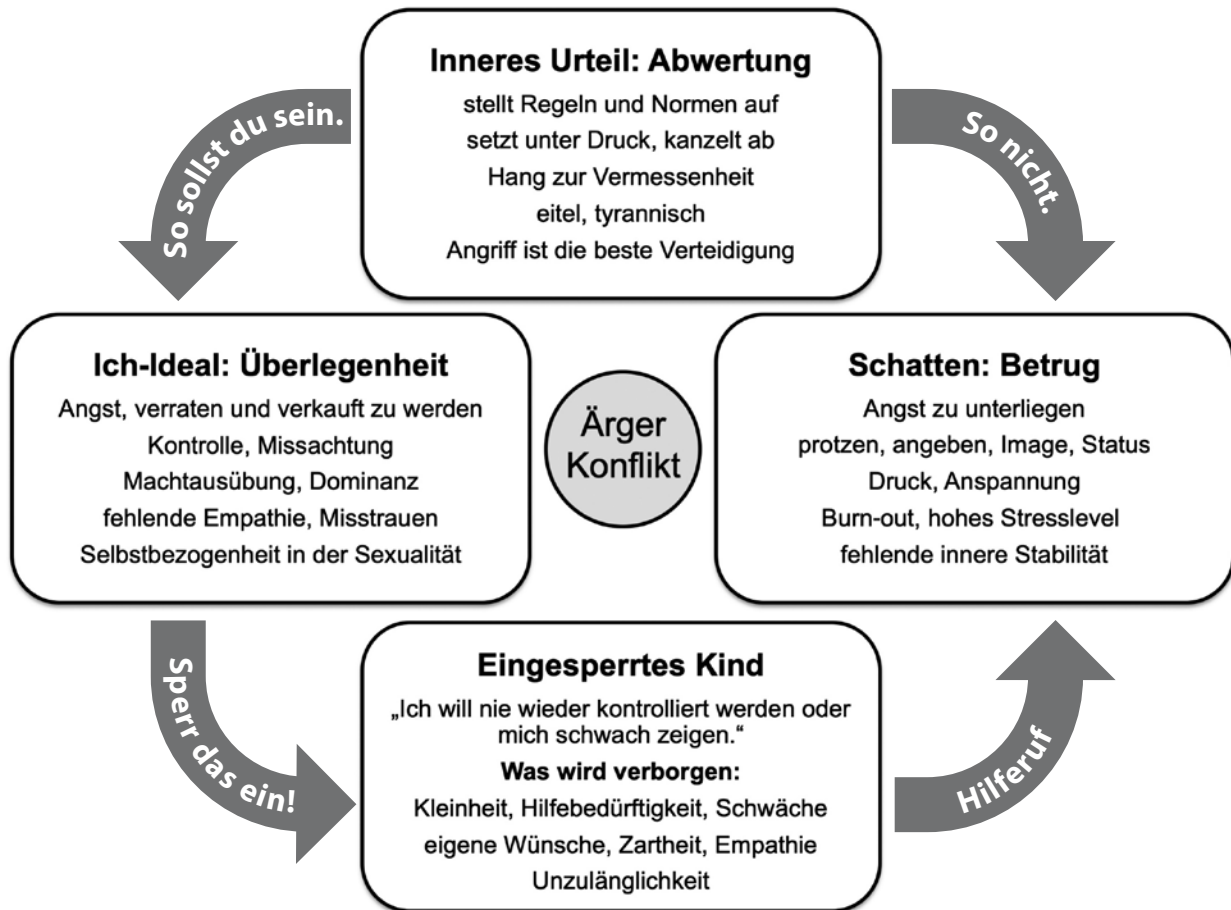 Inneres Urteil: Abwertung
stellt Regeln und Normen auf
setzt unter Druck, kanzelt ab
Hang zur Vermessenheit
eitel, tyrannisch
Angriff ist die beste Verteidigung
So sollst du sein.
So nicht.
Ich-Ideal: Überlegenheit
Angst, verraten und verkauft zu werden
Kontrolle, Missachtung
Machtausübung, Dominanz
fehlende Empathie, Misstrauen
Selbstbezogenheit in der Sexualität
Ärger
Konflikt
Schatten: Betrug
Angst zu unterliegen
protzen, angeben, Image, Status
Druck, Anspannung
Burn-out, hohes Stresslevel
fehlende innere Stabilität
Sperr das ein!
Eingesperrtes Kind
„Ich will nie wieder kontrolliert werden oder
mich schwach zeigen.“
Was wird verborgen:
Kleinheit, Hilfebedürftigkeit, Schwäche
eigene Wünsche, Zartheit, Empathie
Unzulänglichkeit
Hilferuf